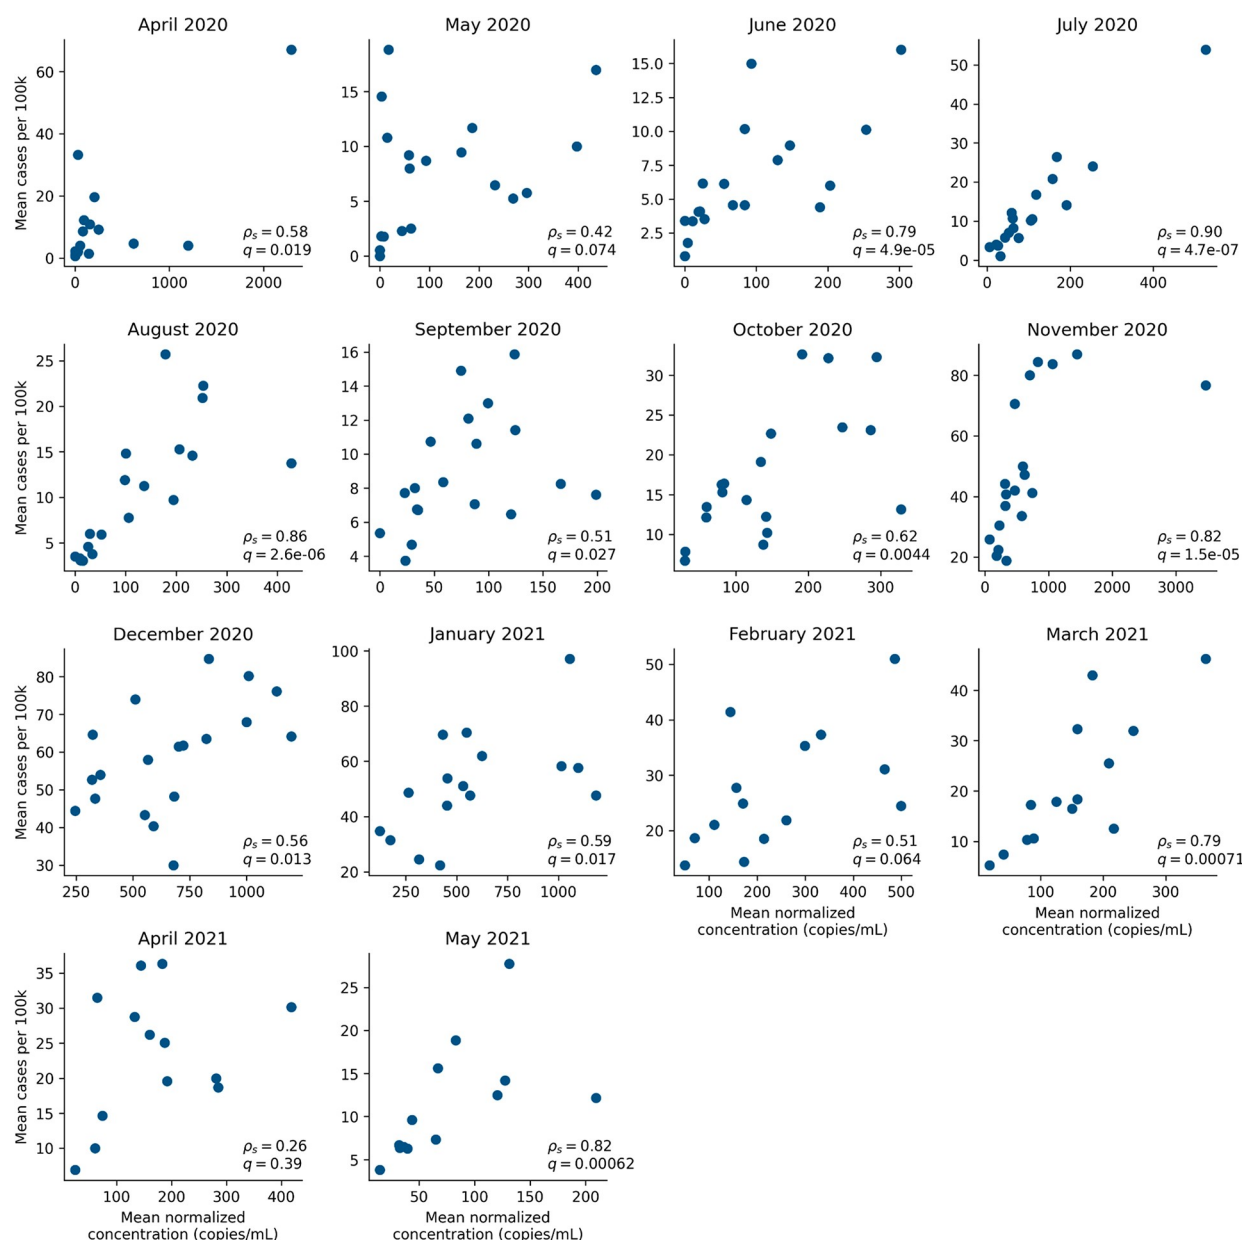 April 2020
May 2020
June 2020
July 2020
Mean cases per 100k
60
40
20
0
15
10
5
0
15.0
12.5
10.0
7.5
5.0
2.5
50
40
30
20
10
0
ρs = 0.58
q = 0.019
ρs = 0.42
q = 0.074
ρs = 0.79
q = 4.9e-05
ρs = 0.90
q = 4.7e-07
0 1000 2000
0 100 200 300 400
0 100 200 300
0 200 400
August 2020
September 2020
October 2020
November 2020
Mean cases per 100k
25
20
15
10
5
16
14
12
10
8
6
4
30
25
20
15
10
80
60
40
20
ρs = 0.86
q = 2.6e-06
ρs = 0.51
q = 0.027
ρs = 0.62
q = 0.0044
ρs = 0.82
q = 1.5e-05
0 100 200 300 400
0 50 100 150 200
100 200 300
0 1000 2000 3000
December 2020
January 2021
February 2021
March 2021
Mean cases per 100k
80
70
60
50
40
30
100
80
60
40
20
50
40
30
20
40
30
20
10
ρs = 0.56
q = 0.013
ρs = 0.59
q = 0.017
ρs = 0.51
q = 0.064
ρs = 0.79
q = 0.00071
250 500 750 1000
250 500 750 1000
100 200 300 400 500
100 200 300
Mean normalized
concentration (copies/mL)
Mean normalized
concentration (copies/mL)
April 2021
May 2021
Mean cases per 100k
35
30
25
20
15
10
25
20
15
10
5
ρs = 0.26
q = 0.39
ρs = 0.82
q = 0.00062
100 200 300 400
50 100 150 200
Mean normalized
concentration (copies/mL)
Mean normalized
concentration (copies/mL)